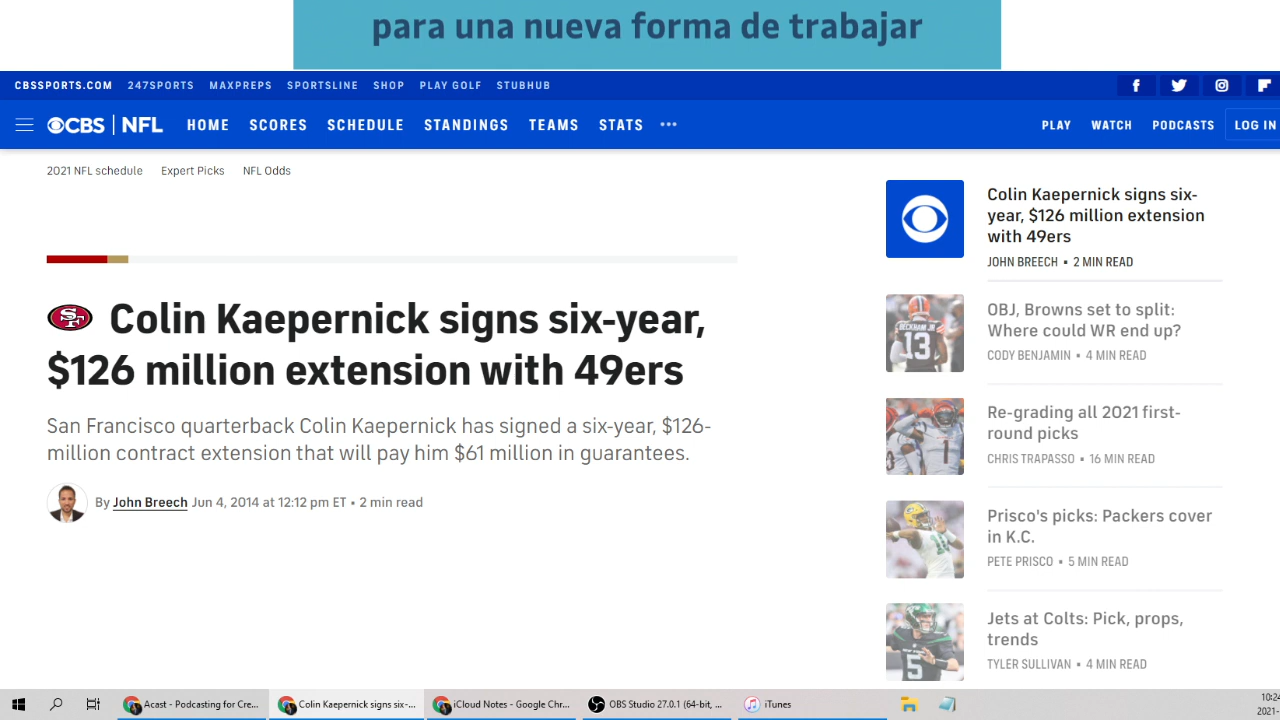 para una nueva forma de trabajar
CBSSPORTS.COM 247SPORTS MAXPREPS SPORTSLINE SHOP PLAY GOLF STUBHUB
CBS NFL HOME SCORES SCHEDULE STANDINGS TEAMS STATS ••• PLAY WATCH PODCASTS LOG IN
2021 NFL schedule Expert Picks NFL Odds
SF Colin Kaepernick signs six-year,
$126 million extension with 49ers
San Francisco quarterback Colin Kaepernick has signed a six-year, $126-
million contract extension that will pay him $61 million in guarantees.
By John Breech Jun 4, 2014 at 12:12 pm ET • 2 min read
Colin Kaepernick signs six-
year, $126 million extension
with 49ers
JOHN BREECH • 2 MIN READ
BECKHAM JR
13
OBJ, Browns set to split:
Where could WR end up?
CODY BENJAMIN • 4 MIN READ
1
Re-grading all 2021 first-
round picks
CHRIS TRAPASSO • 16 MIN READ
Prisco's picks: Packers cover
in K.C.
PETE PRISCO • 5 MIN READ
5
Jets at Colts: Pick, props,
trends
TYLER SULLIVAN • 4 MIN READ
Acast - Podcasting for Cre... Colin Kaepernick signs six-... iCloud Notes - Google Chr... OBS Studio 27.0.1 (64-bit, ... iTunes
10:24
2021-